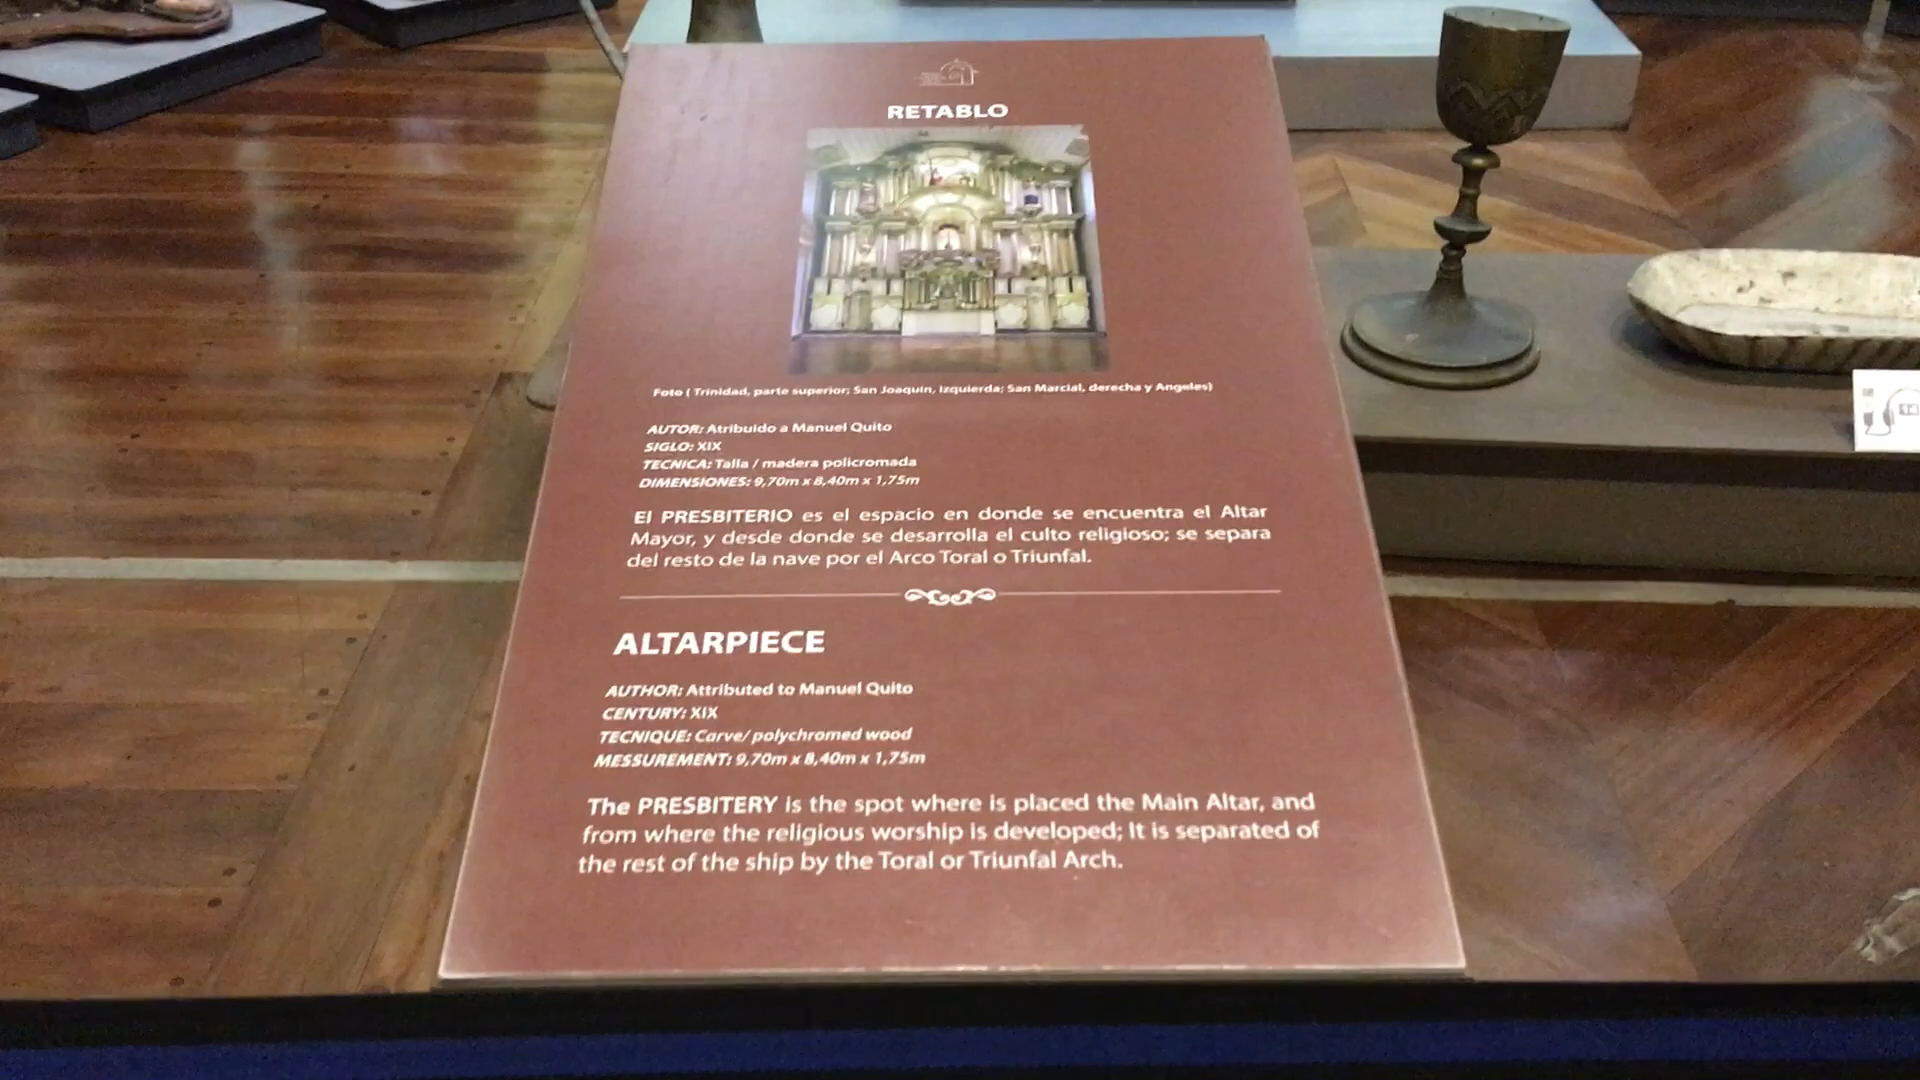 RETABLO
Foto ( Trinidad, parte superior; San Joaquin, izquierda; San Marcial, derecha y Angeles)
AUTOR: Atribuido a Manuel Quito
SIGLO: XIX
TECNICA: Talla / madera policromada
DIMENSIONES: 9,70m x 8,40m x 1,75m
El PRESBITERIO es el espacio en donde se encuentra el Altar
Mayor, y desde donde se desarrolla el culto religioso; se separa
del resto de la nave por el Arco Toral o Triunfal.
ALTARPIECE
AUTHOR: Attributed to Manuel Quito
CENTURY: XIX
TECNIQUE: Carve/ polychromed wood
MESSUREMENT: 9,70m x 8,40m x 1,75m
The PRESBITERY is the spot where is placed the Main Altar, and
from where the religious worship is developed; It is separated of
the rest of the ship by the Toral or Triunfal Arch.
14